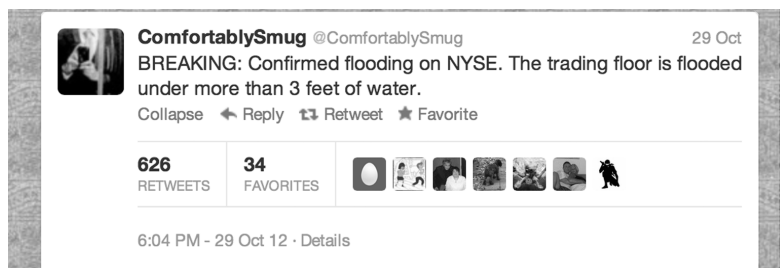 ComfortablySmug @ComfortablySmug 29 Oct
BREAKING: Confirmed flooding on NYSE. The trading floor is flooded
under more than 3 feet of water.
Collapse Reply Retweet Favorite
626 34
RETWEETS FAVORITES
6:04 PM - 29 Oct 12 · Details